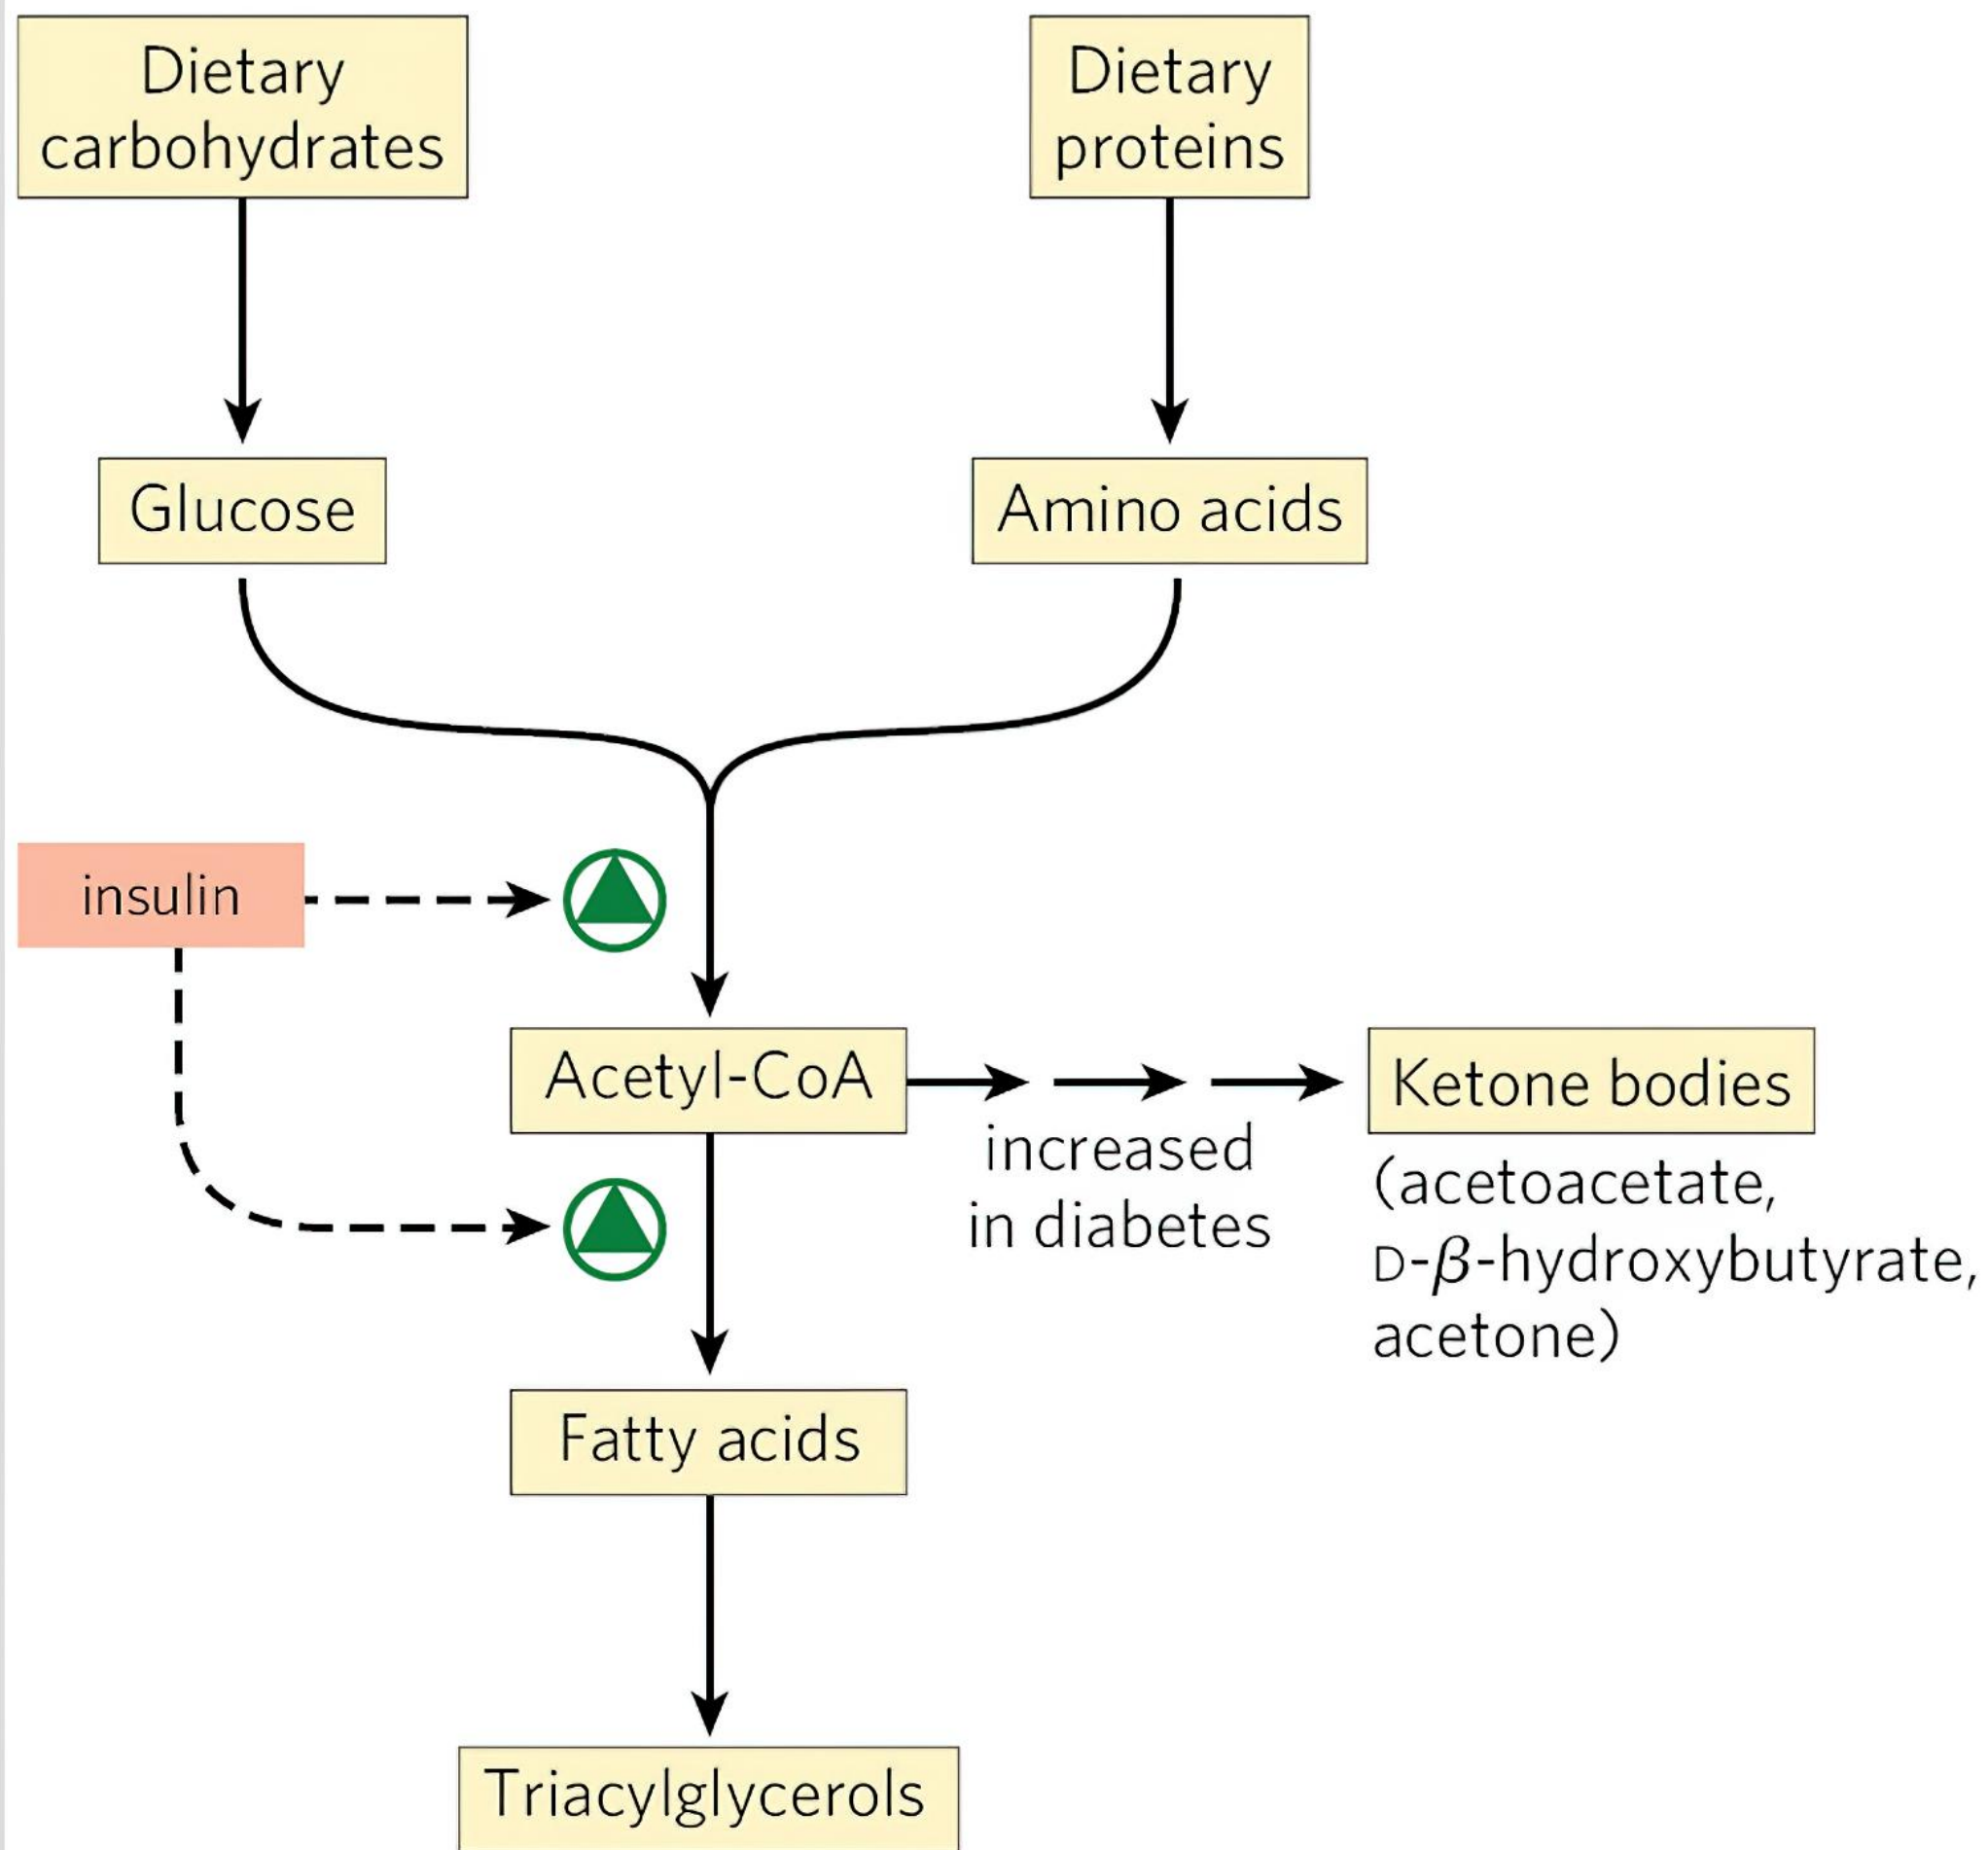 Dietary
carbohydrates
Dietary
proteins
Glucose
Amino acids
insulin
Acetyl-CoA
Ketone bodies
increased
in diabetes
(acetoacetate,
D-β-hydroxybutyrate,
acetone)
Fatty acids
Triacylglycerols